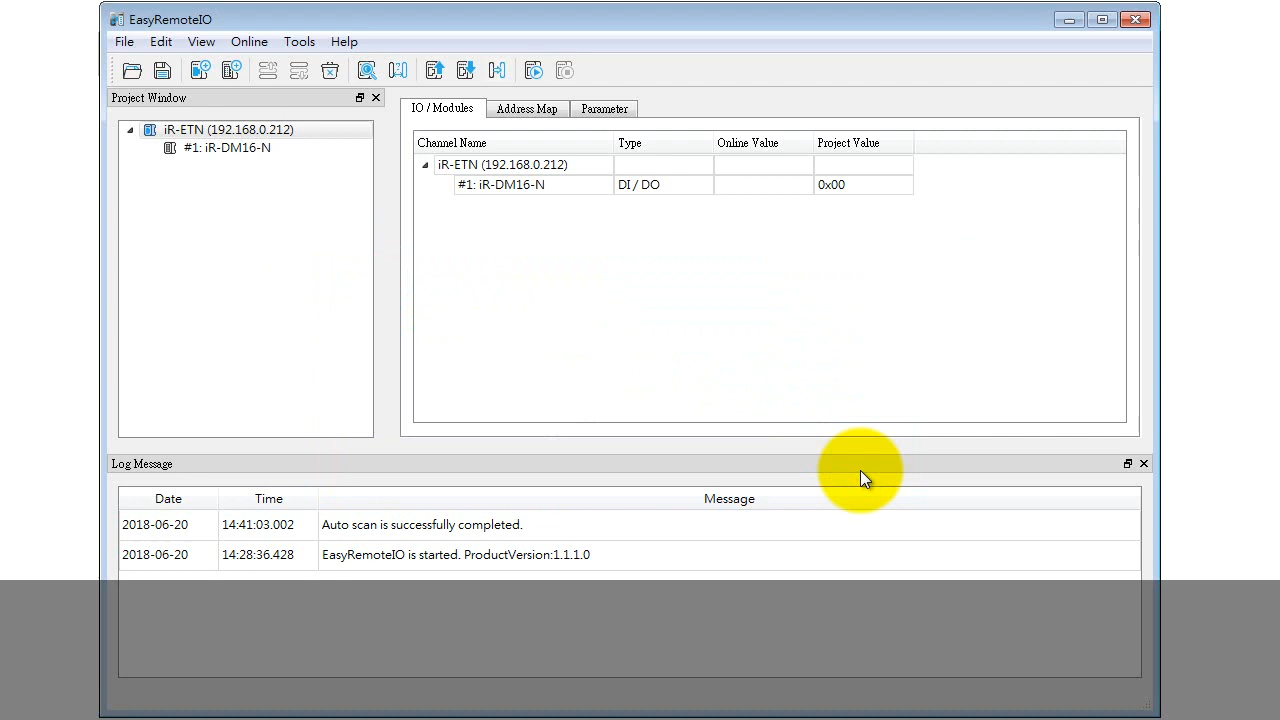 EasyRemoteIO
File Edit View Online Tools Help
Project Window
iR-ETN (192.168.0.212)
#1: iR-DM16-N
IO / Modules Address Map Parameter
Channel Name Type Online Value Project Value
iR-ETN (192.168.0.212)
#1: iR-DM16-N DI / DO 0x00
Log Message
Date Time Message
2018-06-20 14:41:03.002 Auto scan is successfully completed.
2018-06-20 14:28:36.428 EasyRemoteIO is started. ProductVersion:1.1.1.0